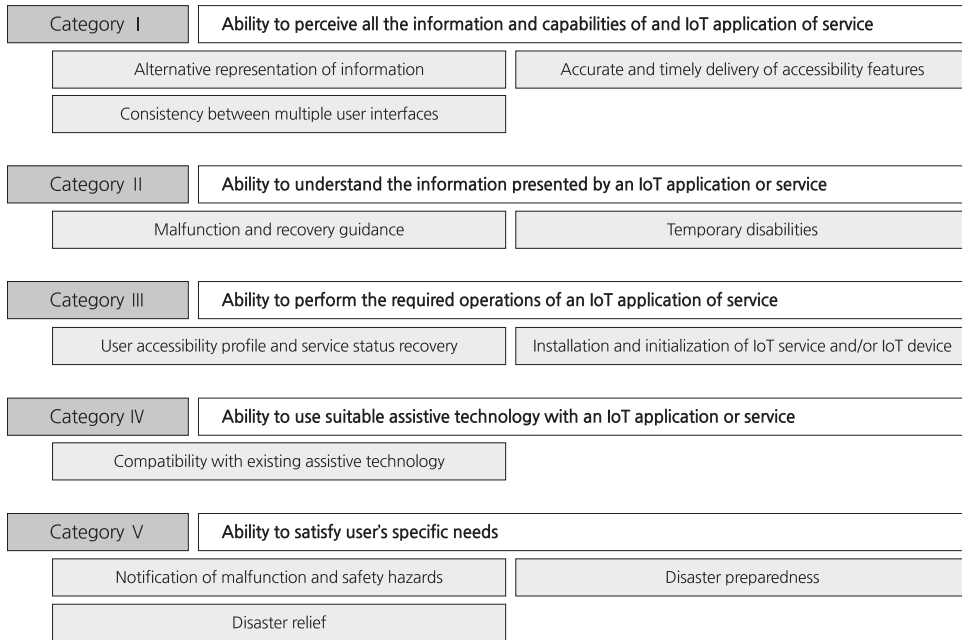 Category I
Ability to perceive all the information and capabilities of and IoT application of service
Alternative representation of information
Accurate and timely delivery of accessibility features
Consistency between multiple user interfaces
Category II
Ability to understand the information presented by an IoT application or service
Malfunction and recovery guidance
Temporary disabilities
Category III
Ability to perform the required operations of an IoT application of service
User accessibility profile and service status recovery
Installation and initialization of IoT service and/or IoT device
Category IV
Ability to use suitable assistive technology with an IoT application or service
Compatibility with existing assistive technology
Category V
Ability to satisfy user's specific needs
Notification of malfunction and safety hazards
Disaster preparedness
Disaster relief